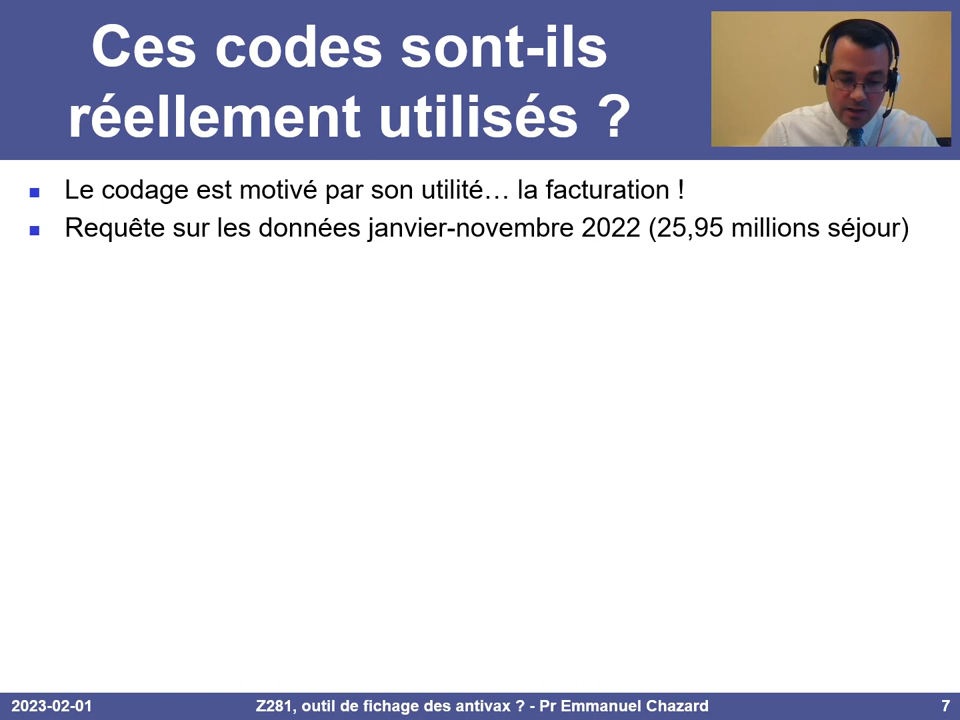 Ces codes sont-ils
réellement utilisés ?
Le codage est motivé par son utilité… la facturation !
Requête sur les données janvier-novembre 2022 (25,95 millions séjour)
2023-02-01
Z281, outil de fichage des antivax ? - Pr Emmanuel Chazard
7